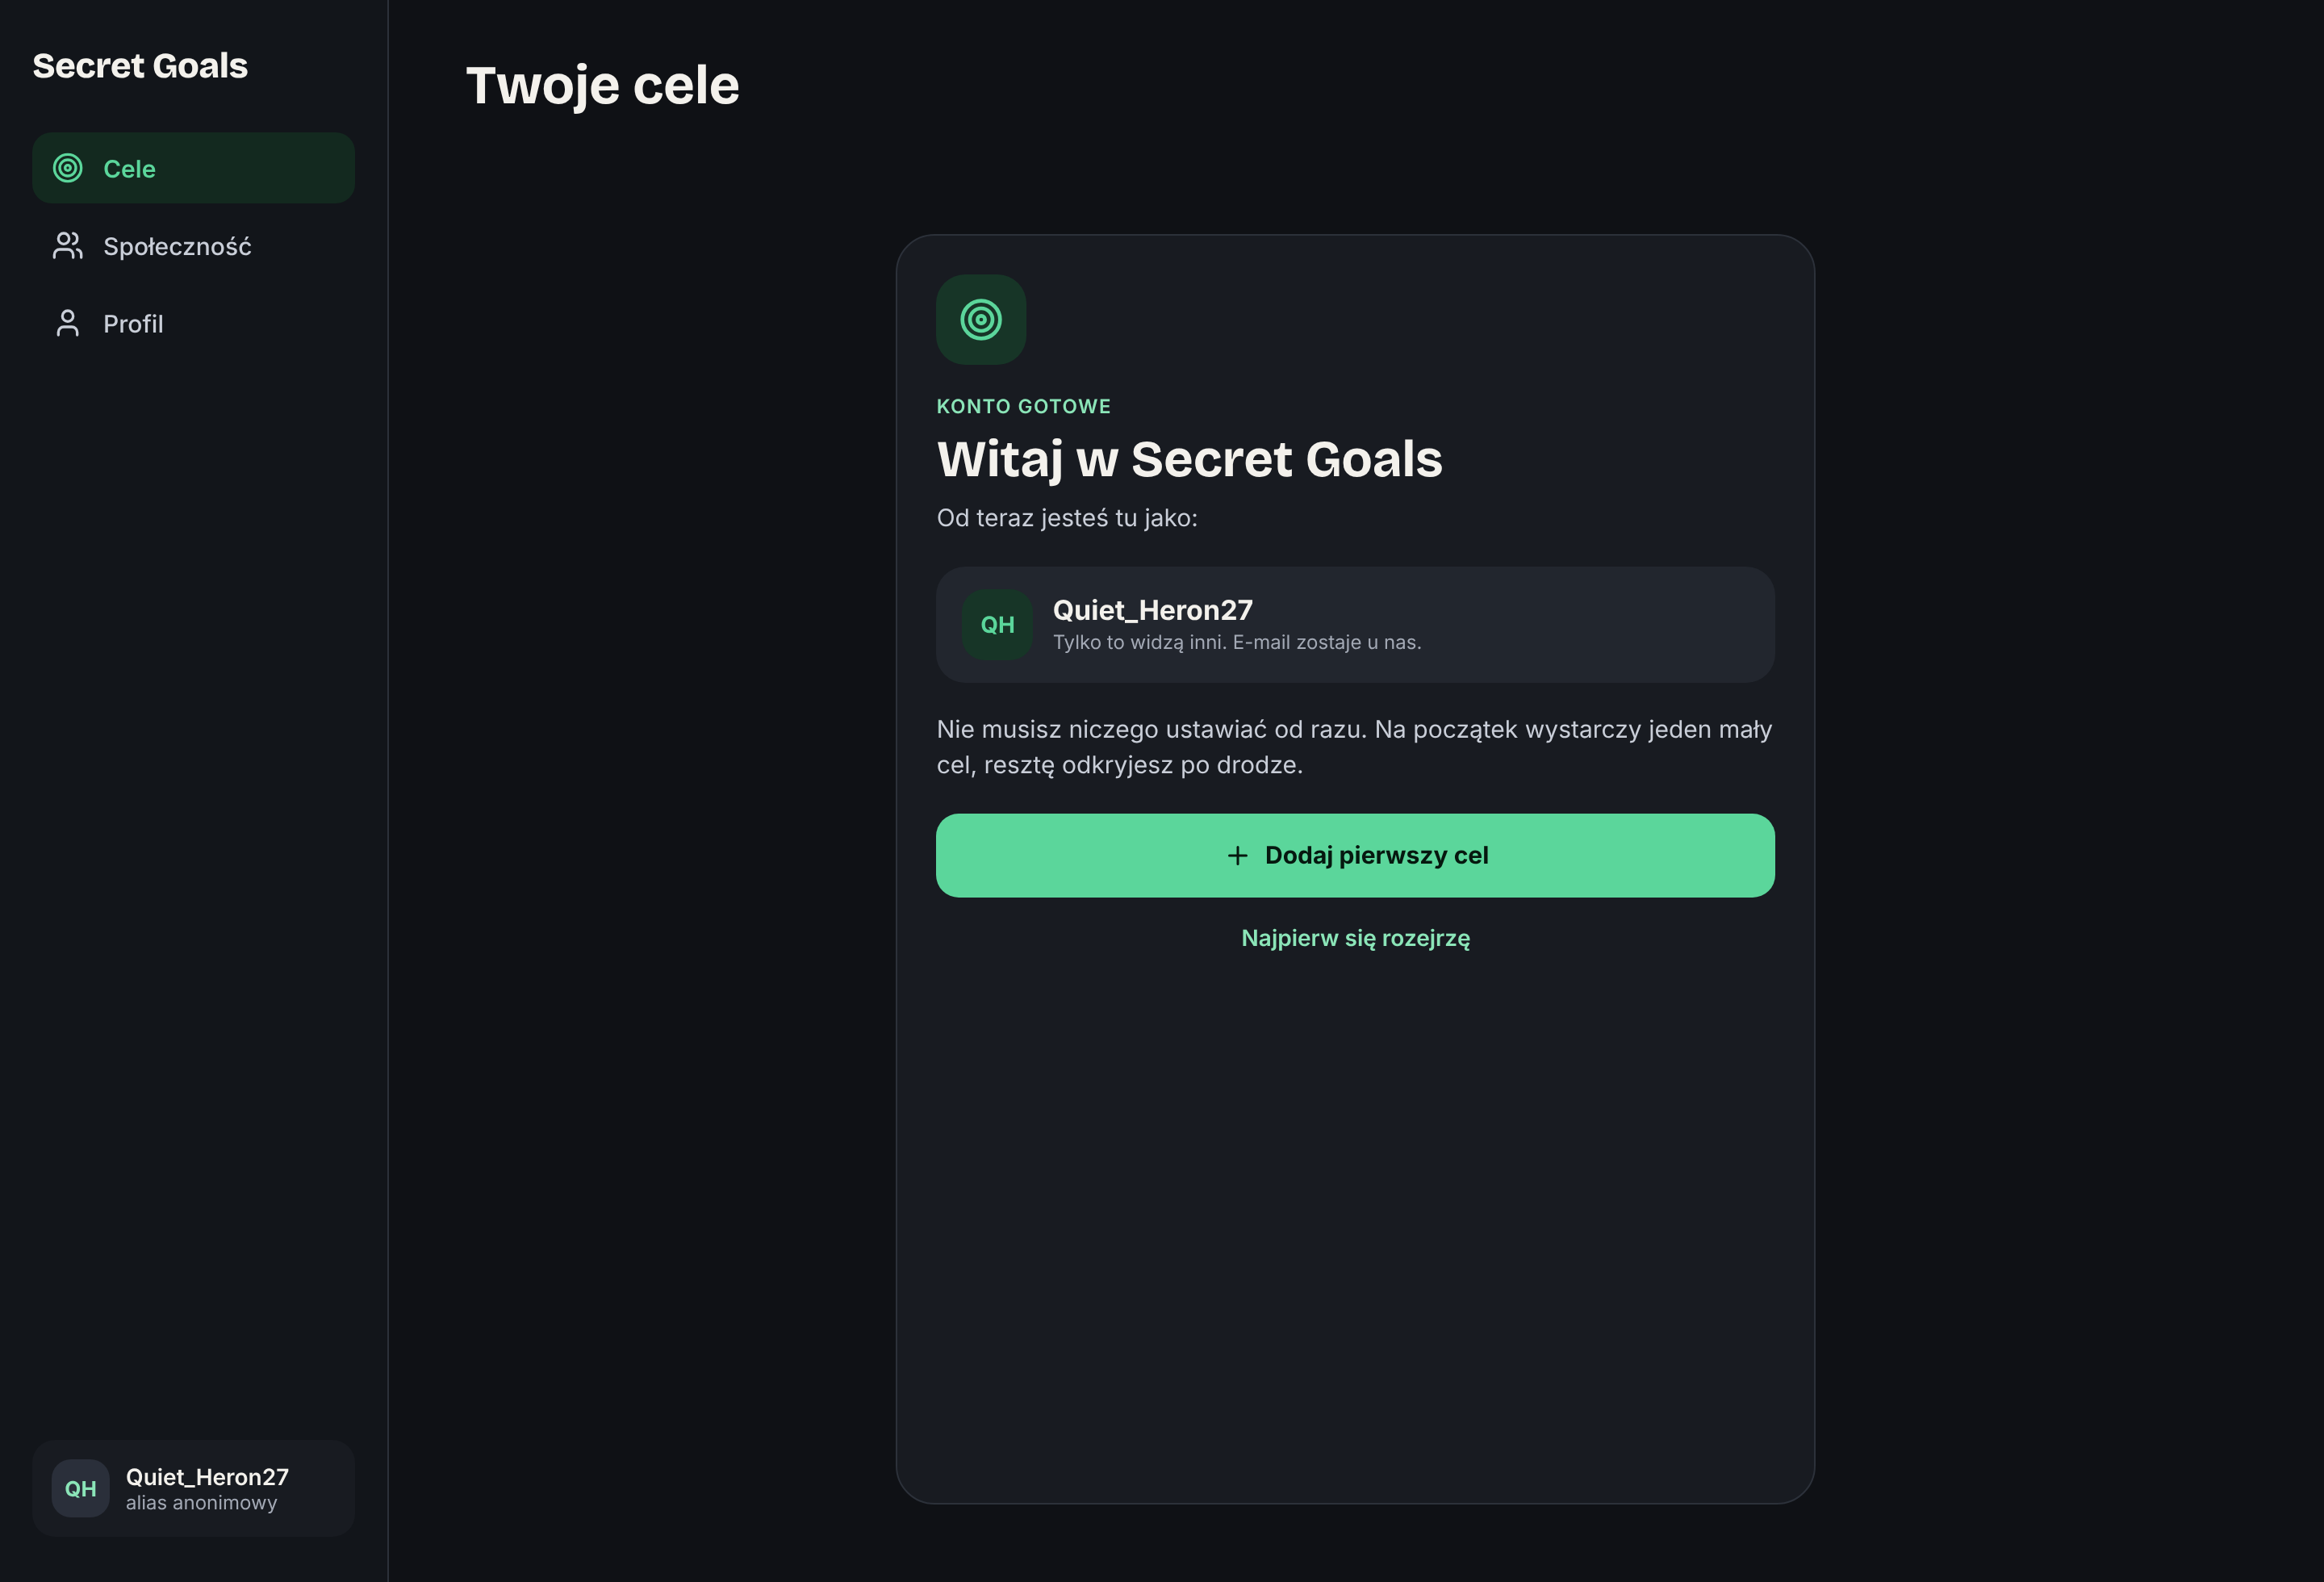 Secret Goals
Cele
Społeczność
Profil
QH
Quiet_Heron27
alias anonimowy
Twoje cele
KONTO GOTOWE
Witaj w Secret Goals
Od teraz jesteś tu jako:
QH
Quiet_Heron27
Tylko to widzą inni. E-mail zostaje u nas.
Nie musisz niczego ustawiać od razu. Na początek wystarczy jeden mały
cel, resztę odkryjesz po drodze.
Dodaj pierwszy cel
Najpierw się rozejrzę